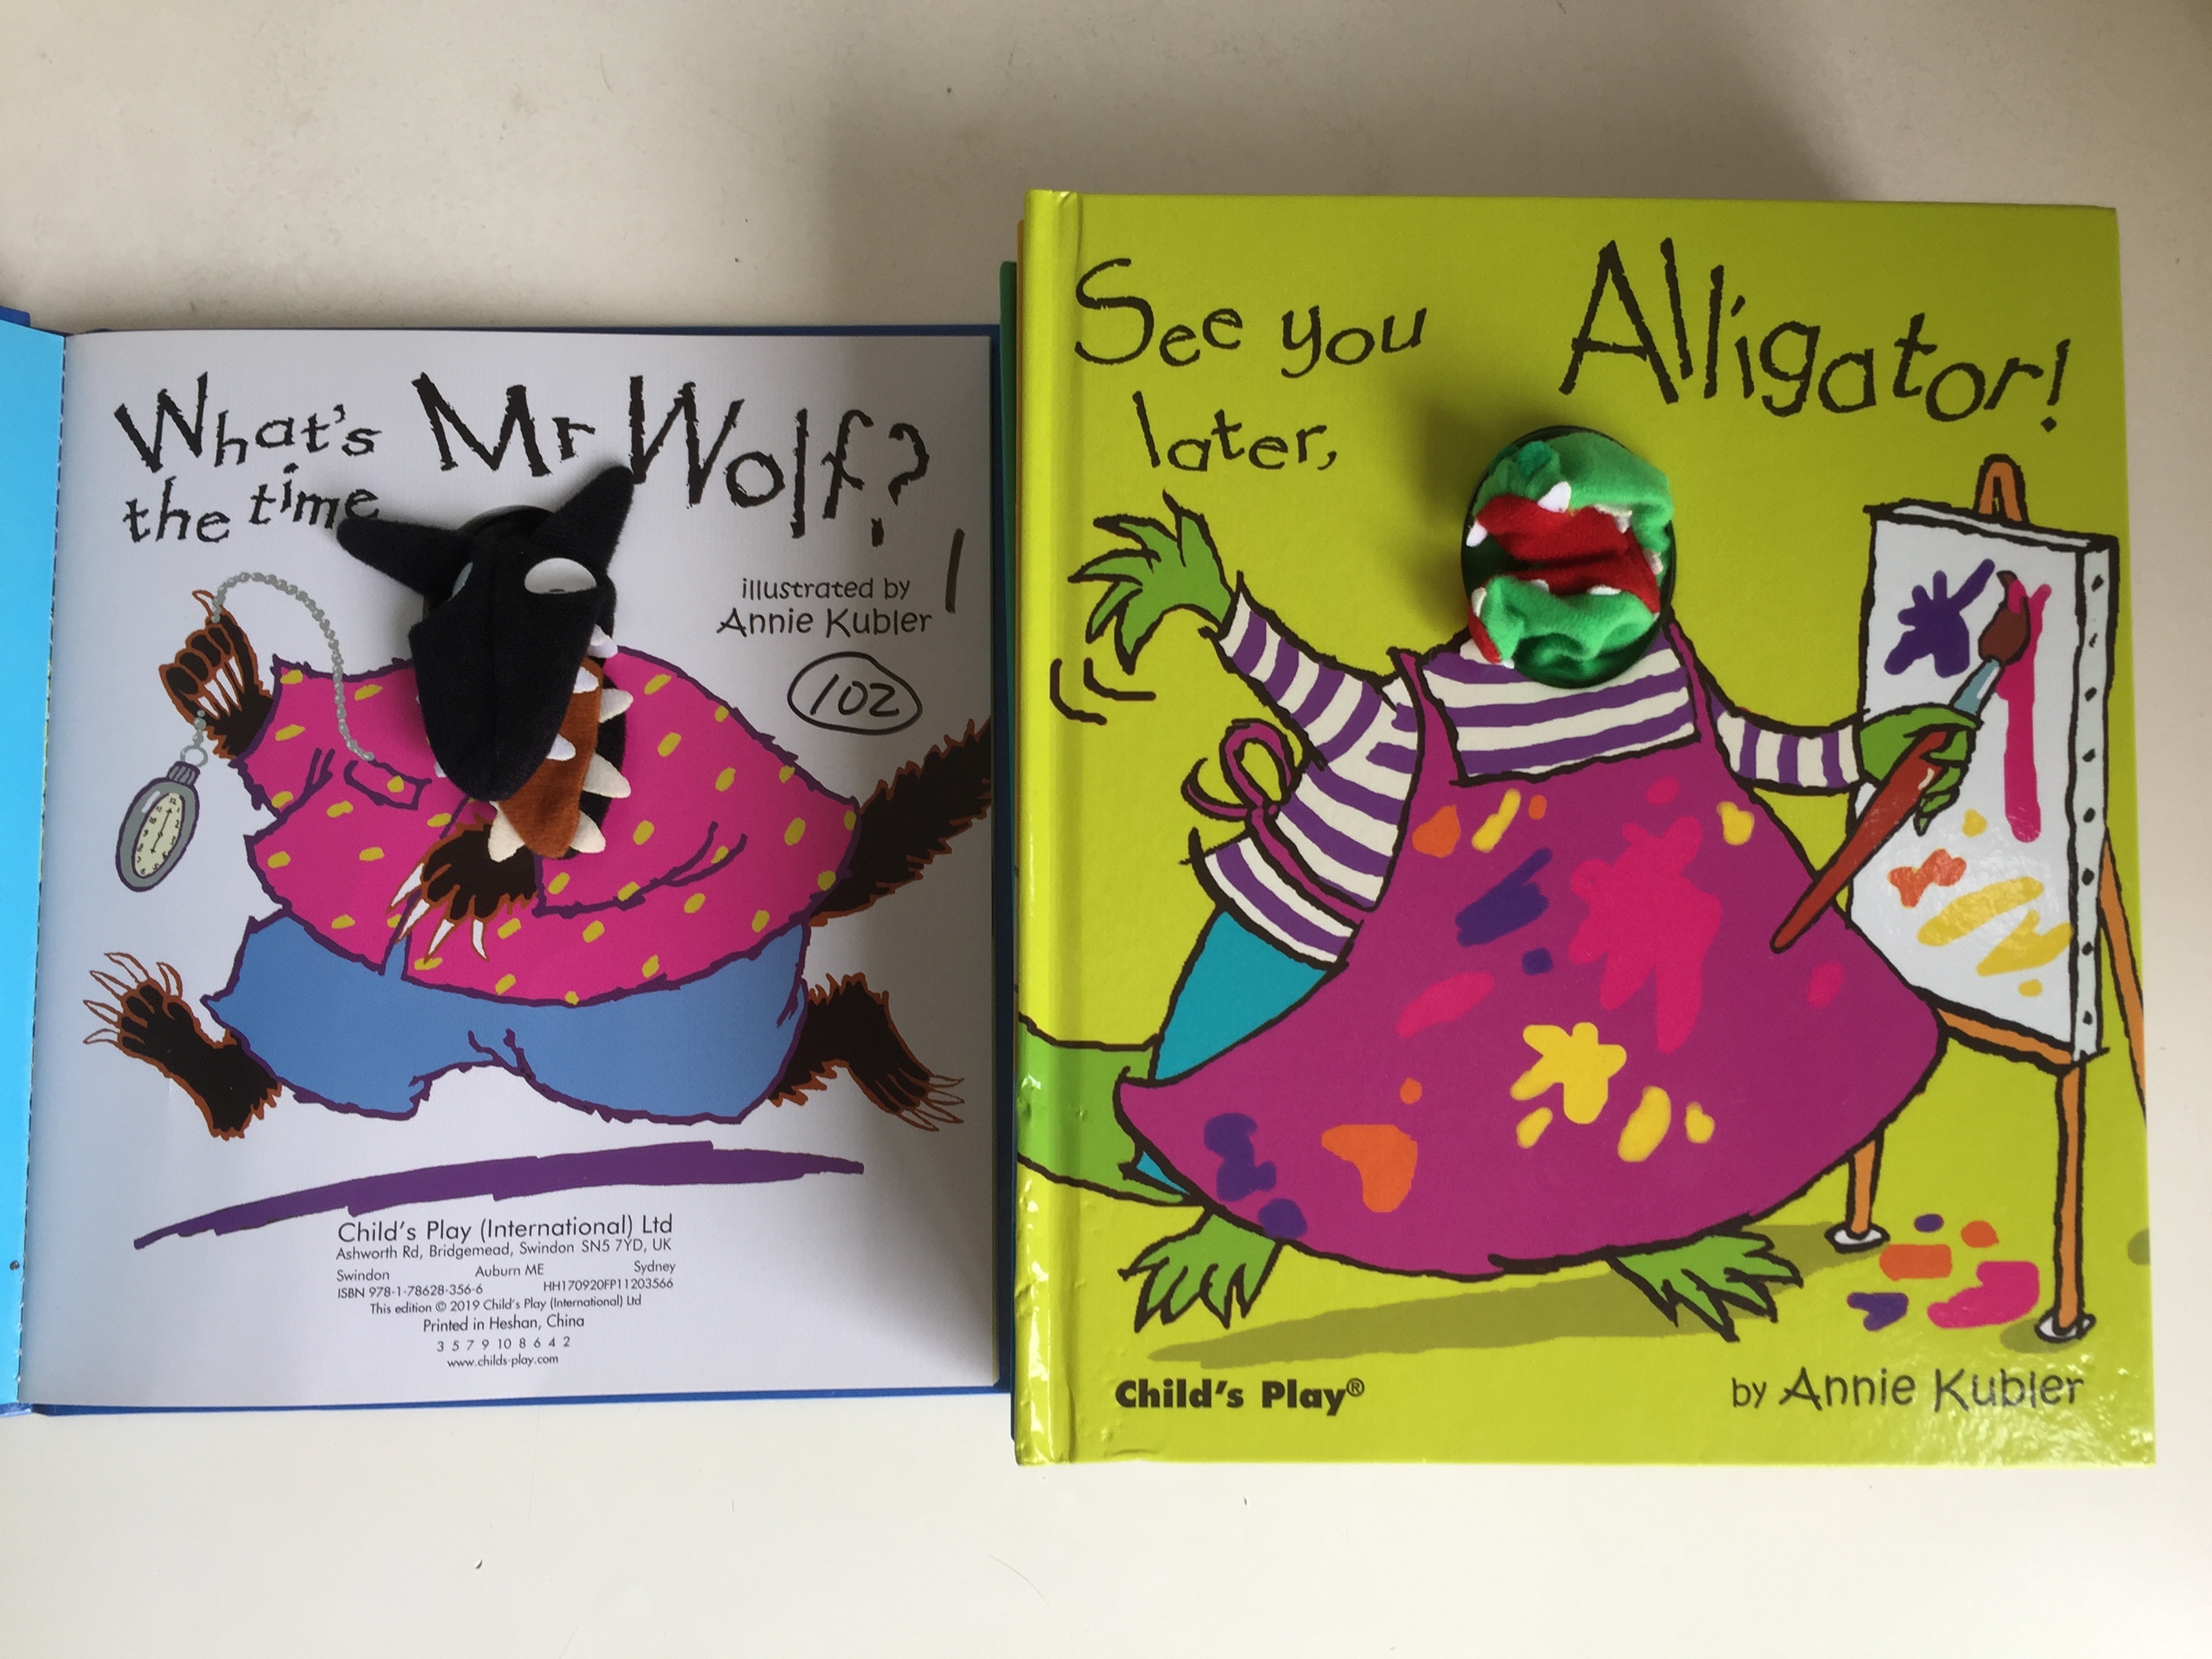 What's
the time
Mr Wolf?
illustrated by
Annie Kubler
102
Child's Play (International) Ltd
Ashworth Rd, Bridgemead, Swindon SN5 7YD, UK
Swindon Auburn ME Sydney
ISBN 978-1-78628-356-6 HH170920FP11203566
This edition © 2019 Child's Play (International) Ltd
Printed in Heshan, China
3 5 7 9 10 8 6 4 2
www.childs-play.com
See you
later,
Alligator!
Child's Play®
by Annie Kubler